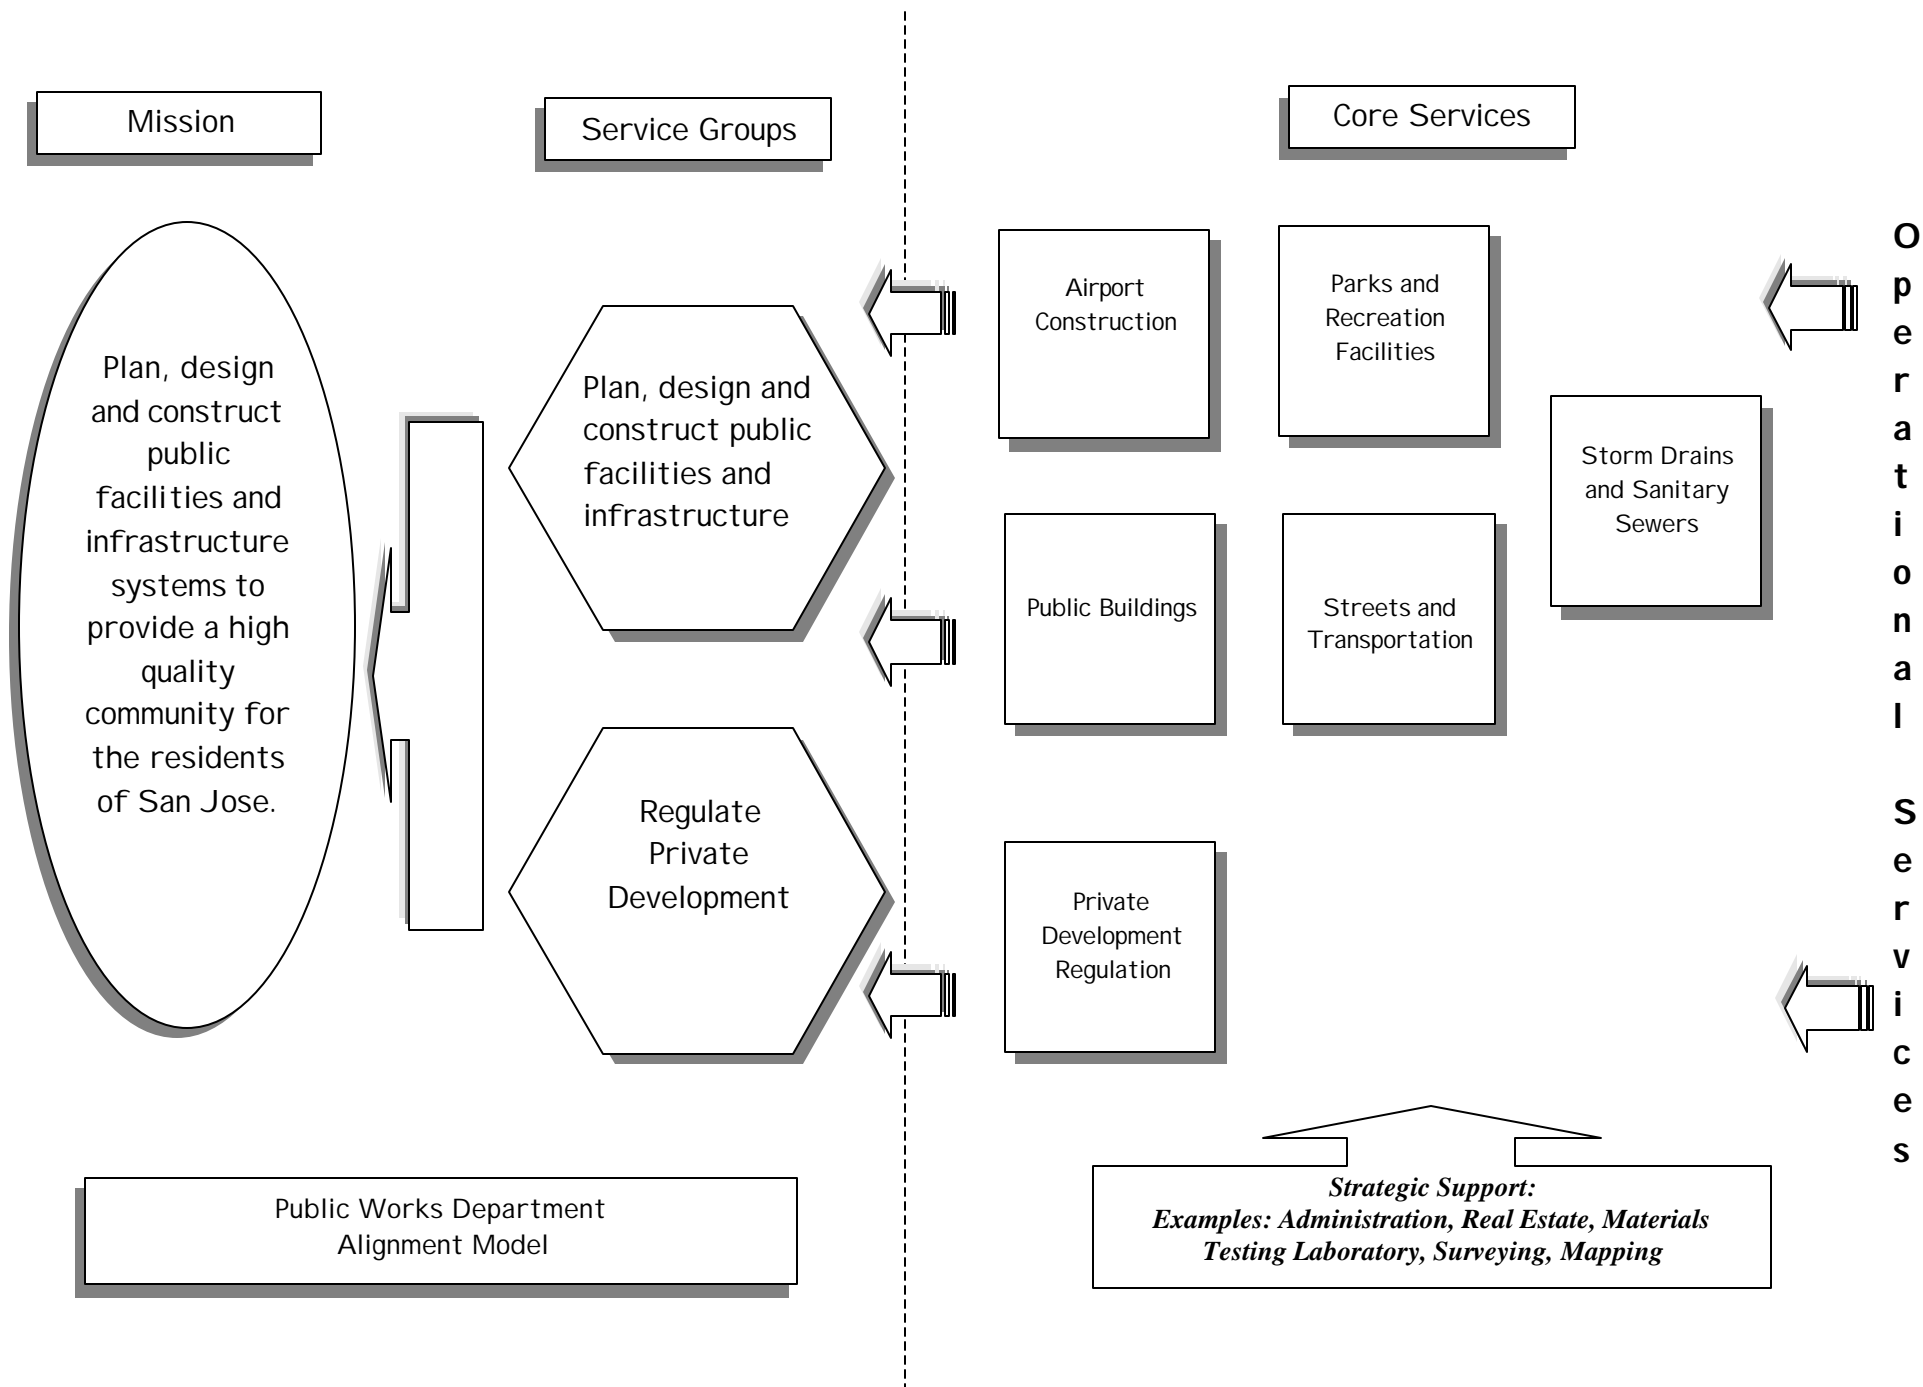 Mission
Service Groups
Core Services
Plan, design
and construct
public
facilities and
infrastructure
systems to
provide a high
quality
community for
the residents
of San Jose.
Plan, design and
construct public
facilities and
infrastructure
Regulate
Private
Development
Airport
Construction
Parks and
Recreation
Facilities
Storm Drains
and Sanitary
Sewers
Public Buildings
Streets and
Transportation
Private
Development
Regulation
Operational Services
Public Works Department
Alignment Model
Strategic Support:
Examples: Administration, Real Estate, Materials
Testing Laboratory, Surveying, Mapping